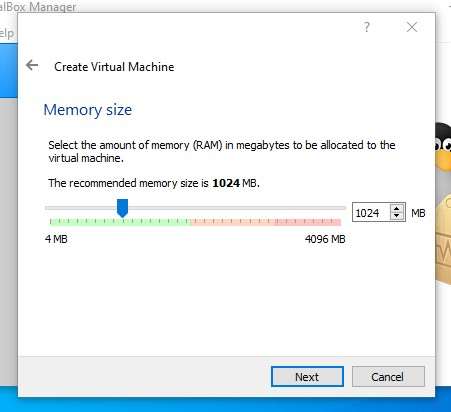 alBox Manager
elp
?
Create Virtual Machine
Memory size
Select the amount of memory (RAM) in megabytes to be allocated to the
virtual machine.
The recommended memory size is 1024 MB.
1024 MB
4 MB 4096 MB
Next Cancel